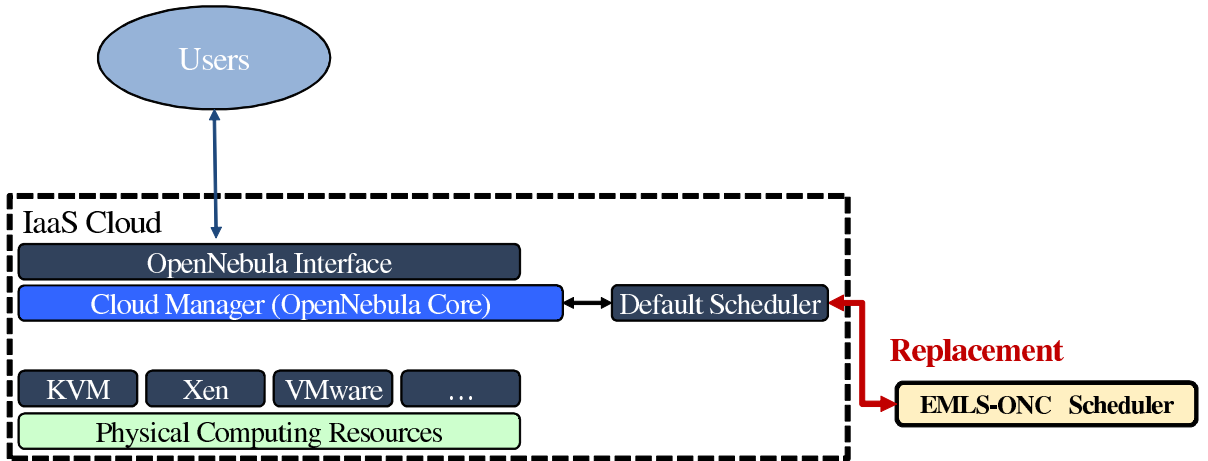 Users
IaaS Cloud
OpenNebula Interface
Cloud Manager (OpenNebula Core)
Default Scheduler
Replacement
EMLS-ONC Scheduler
KVM
Xen
VMware
…
Physical Computing Resources